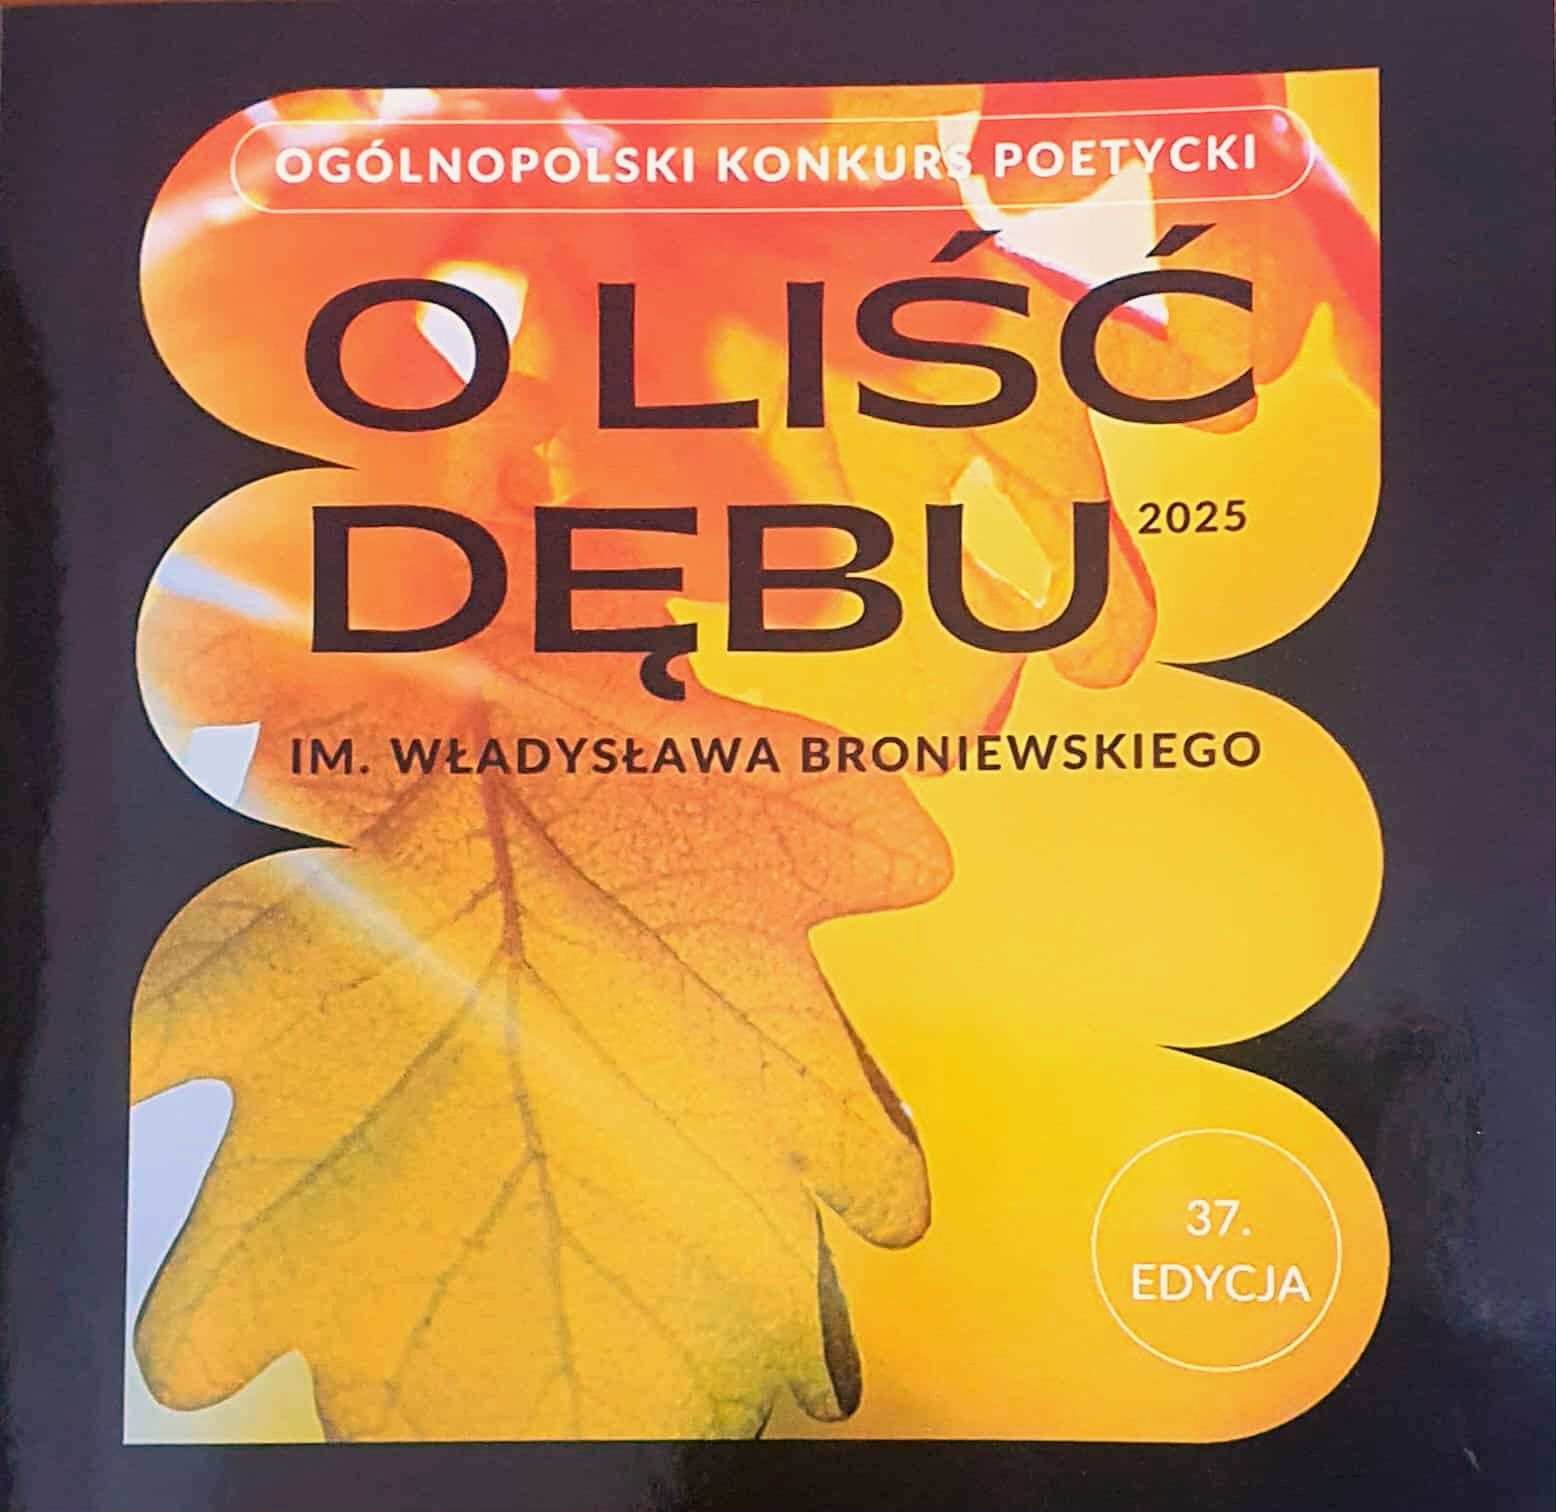 OGÓLNOPOLSKI KONKURS POETYCKI
O LIŚĆ
DĘBU 2025
IM. WŁADYSŁAWA BRONIEWSKIEGO
37.
EDYCJA